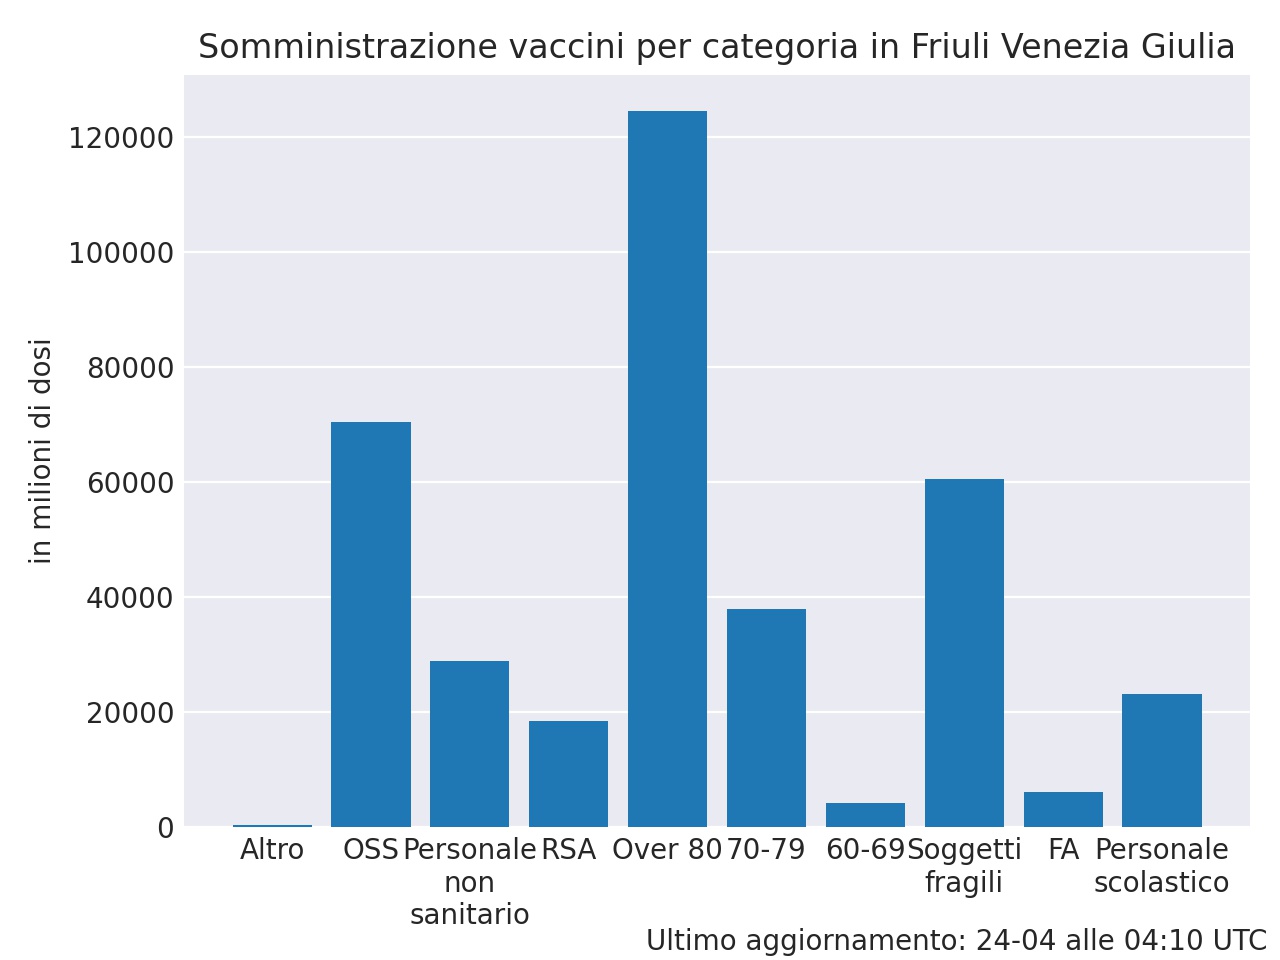 Somministrazione vaccini per categoria in Friuli Venezia Giulia
in milioni di dosi
120000
100000
80000
60000
40000
20000
0
Altro
OSS
Personale
non
sanitario
RSA
Over 80
70-79
60-69
Soggetti
fragili
FA
Personale
scolastico
Ultimo aggiornamento: 24-04 alle 04:10 UTC